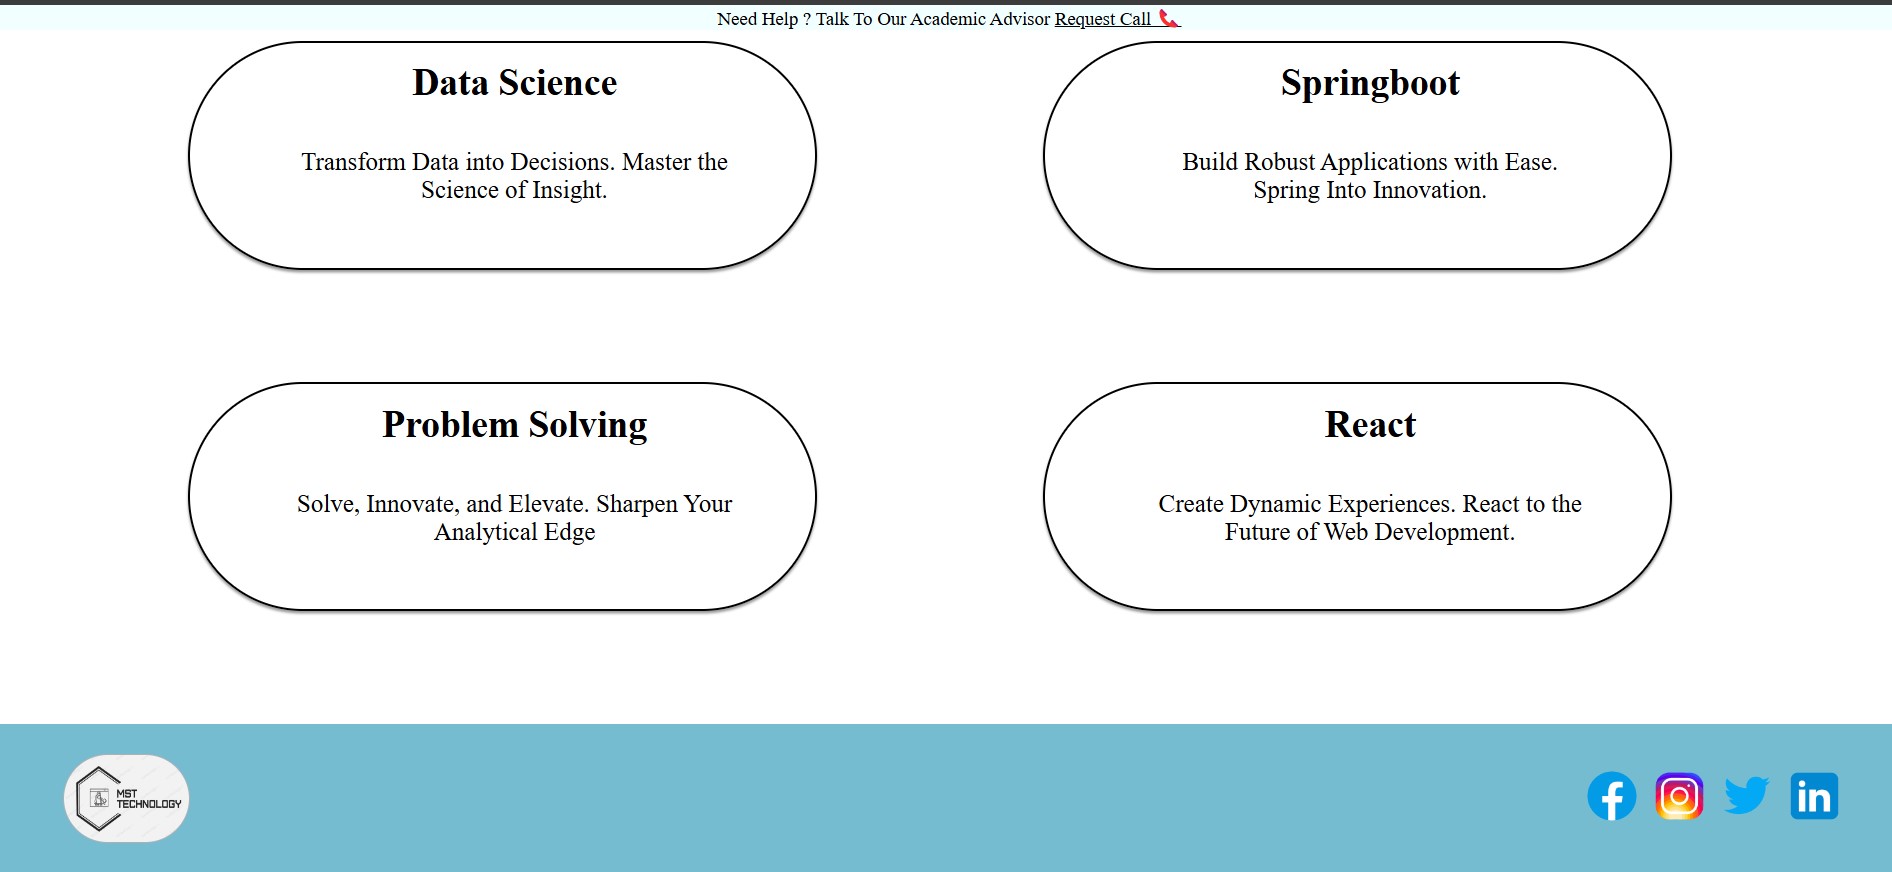 Need Help ? Talk To Our Academic Advisor Request Call
Data Science
Transform Data into Decisions. Master the
Science of Insight.
Springboot
Build Robust Applications with Ease.
Spring Into Innovation.
Problem Solving
Solve, Innovate, and Elevate. Sharpen Your
Analytical Edge
React
Create Dynamic Experiences. React to the
Future of Web Development.
MST
TECHNOLOGY
in